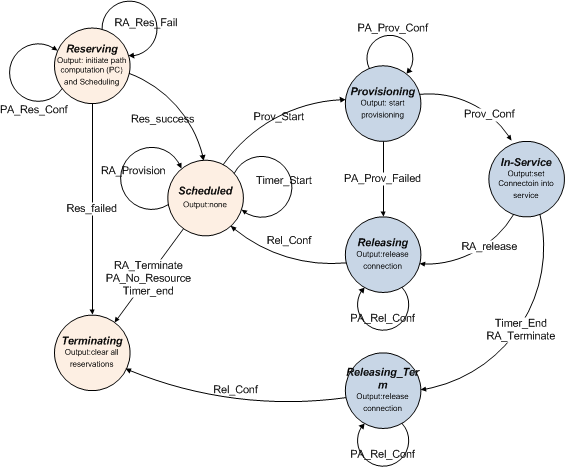 RA_Res_Fail
Reserving
Output: initiate path
computation (PC)
and Scheduling
PA_Res_Conf
PA_Prov_Conf
Provisioning
Output: start
provisioning
Res_success
Prov_Start
Prov_Conf
In-Service
Output:set
Connectoin into
service
RA_Provision
Timer_Start
PA_Prov_Failed
Scheduled
Output:none
Res_failed
Rel_Conf
Releasing
Output:release
connection
RA_release
RA_Terminate
PA_No_Resource
Timer_end
PA_Rel_Conf
Timer_End
RA_Terminate
Terminating
Output:clear all
reservations
Releasing_Ter
m
Output:release
connection
Rel_Conf
PA_Rel_Conf